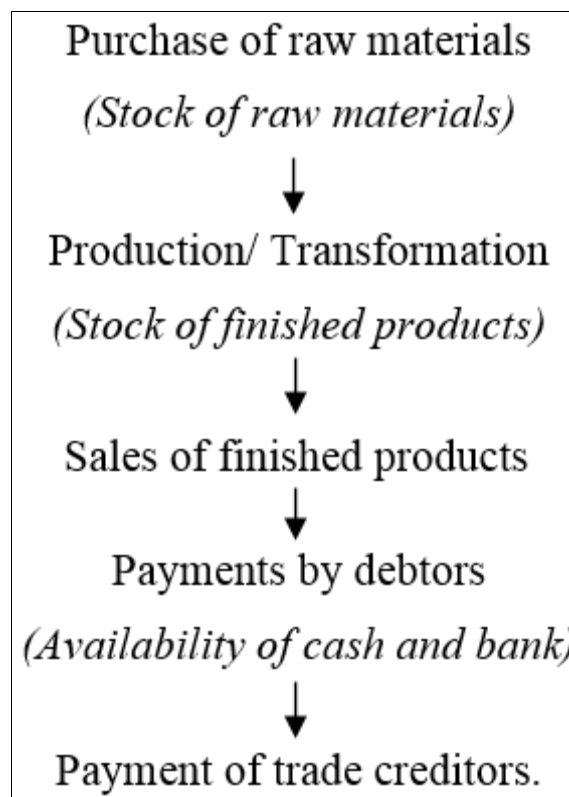 Purchase of raw materials
(Stock of raw materials)
Production/ Transformation
(Stock of finished products)
Sales of finished products
Payments by debtors
(Availability of cash and bank)
Payment of trade creditors.